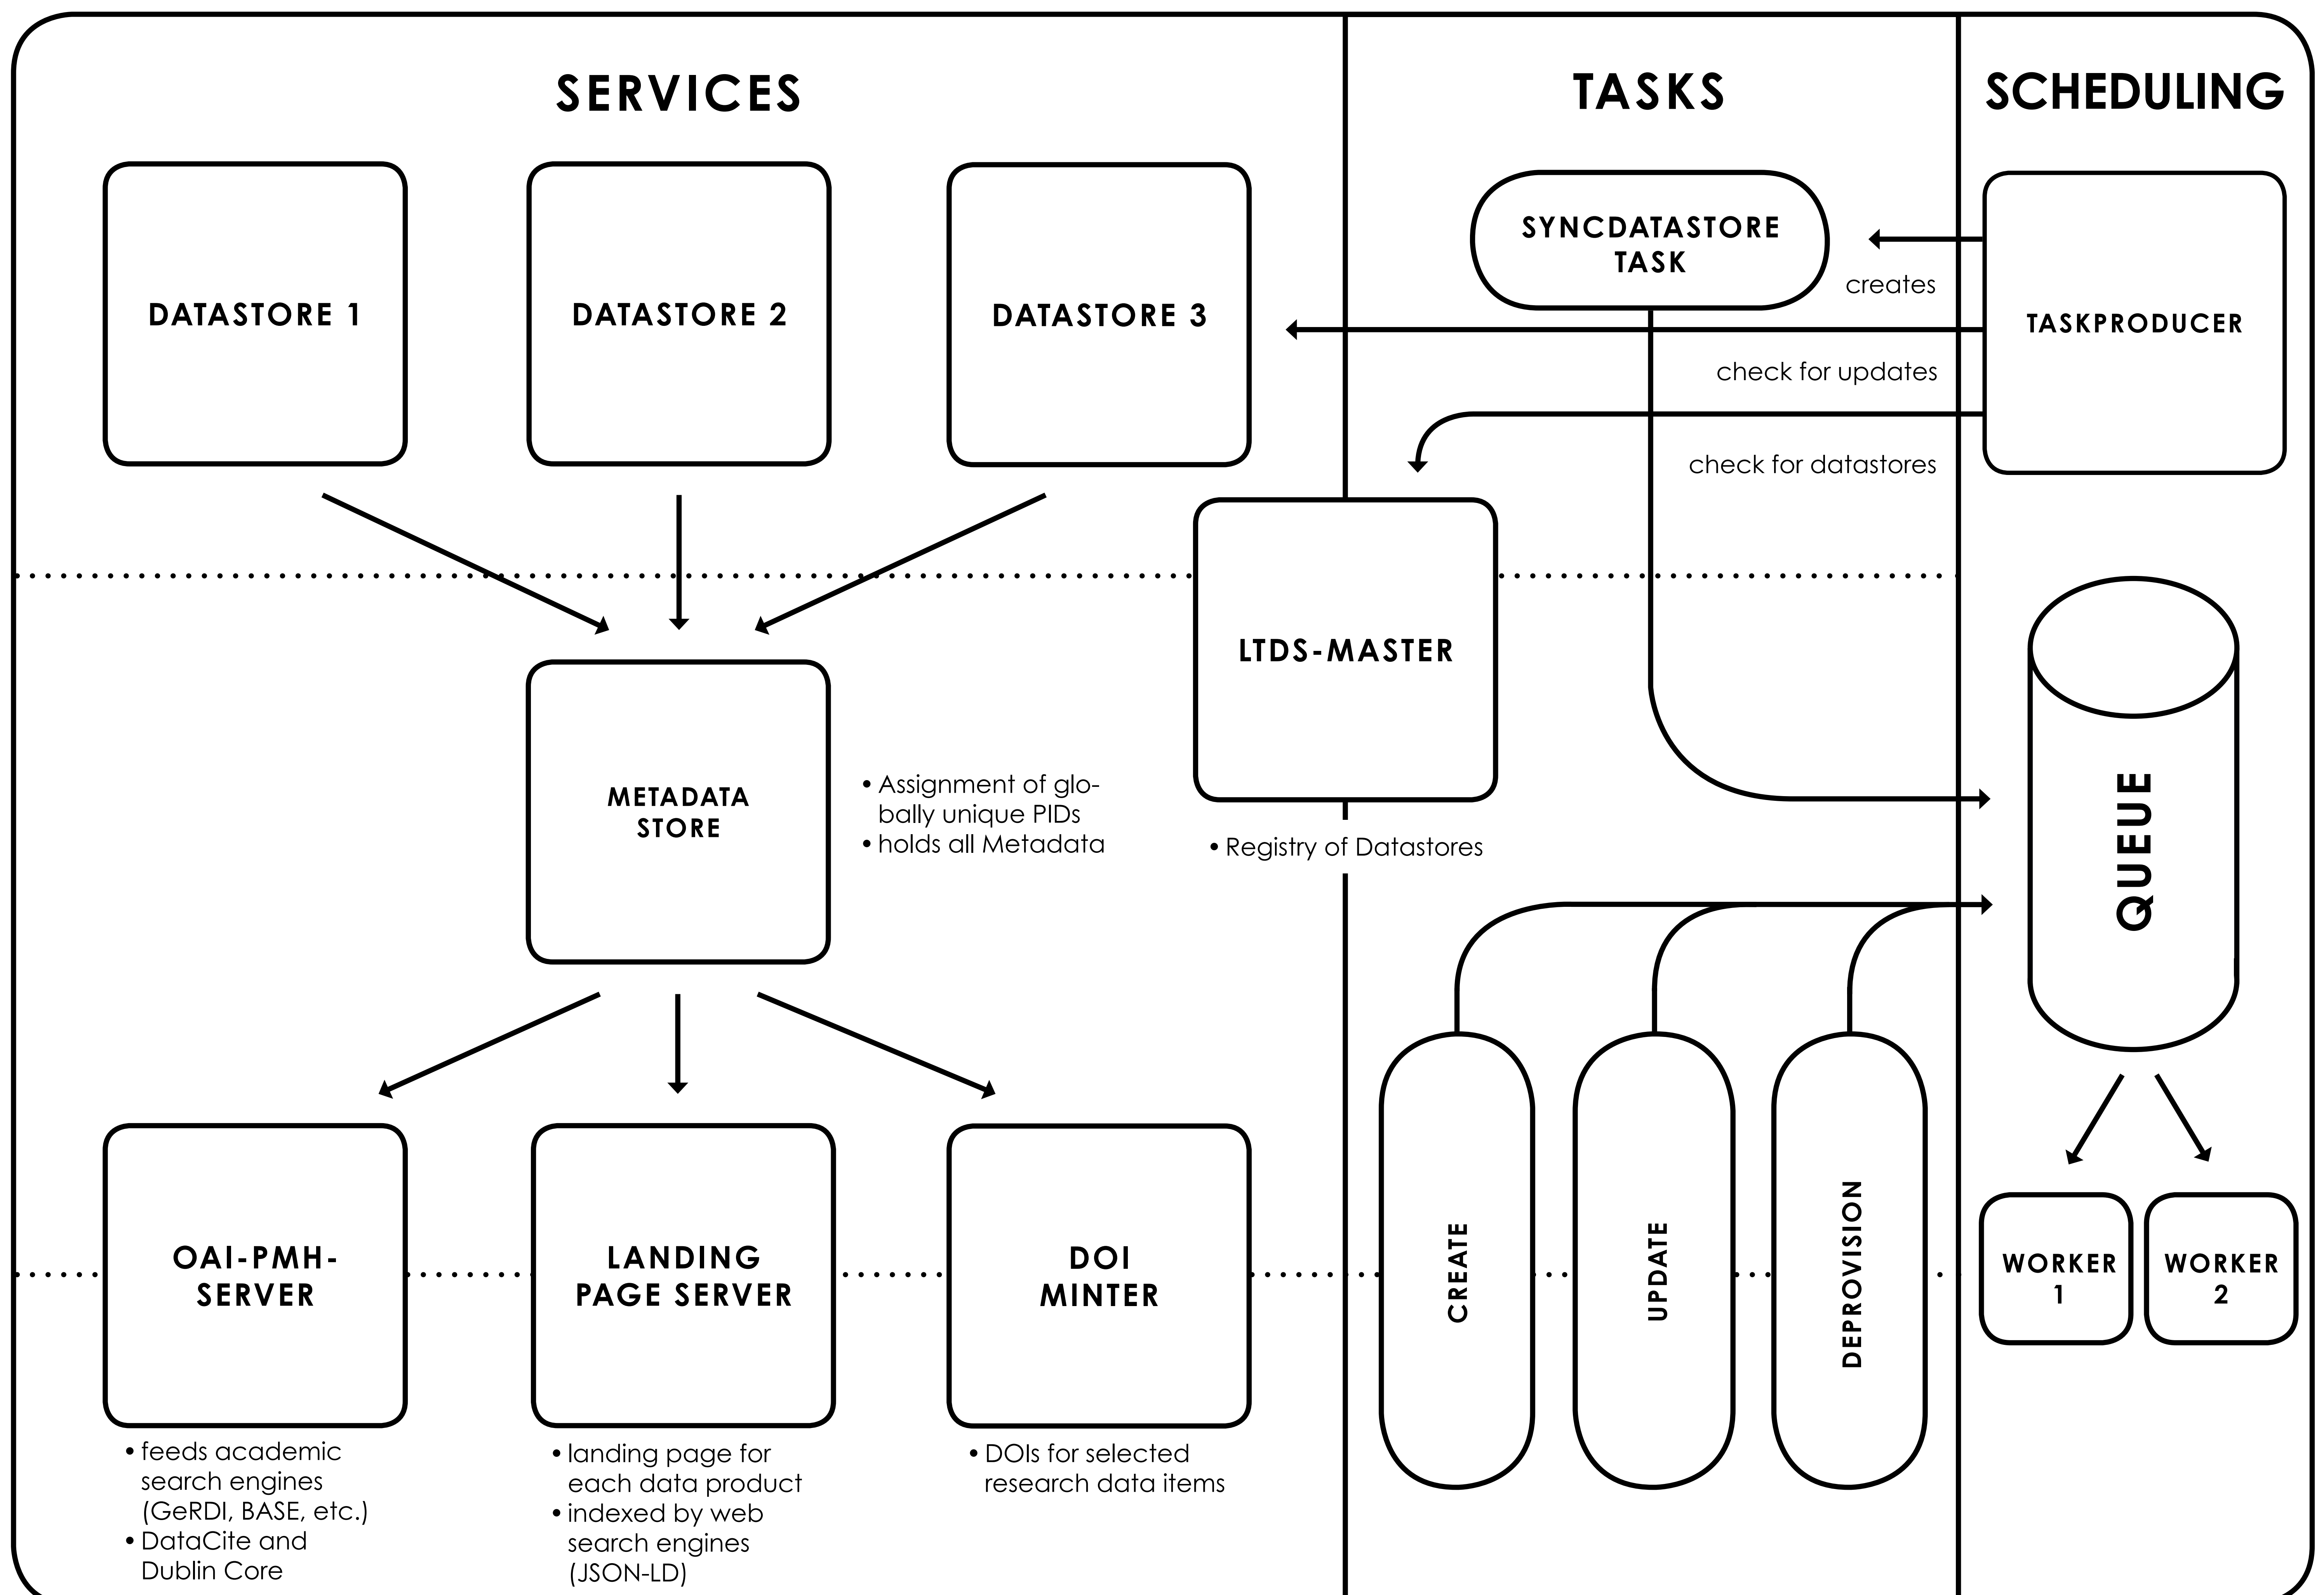 SERVICES
TASKS
SCHEDULING
DATASTORE 1
DATASTORE 2
DATASTORE 3
SYNCDATASTORE
TASK
creates
TASKPRODUCER
check for updates
check for datastores
LTDS-MASTER
• Registry of Datastores
METADATA
STORE
• Assignment of glo-
bally unique PIDs
• holds all Metadata
QUEUE
OAI-PMH-
SERVER
LANDING
PAGE SERVER
DOI
MINTER
CREATE
UPDATE
DEPROVISION
WORKER
1
WORKER
2
• feeds academic
search engines
(GeRDI, BASE, etc.)
• DataCite and
Dublin Core
• landing page for
each data product
• indexed by web
search engines
(JSON-LD)
• DOIs for selected
research data items